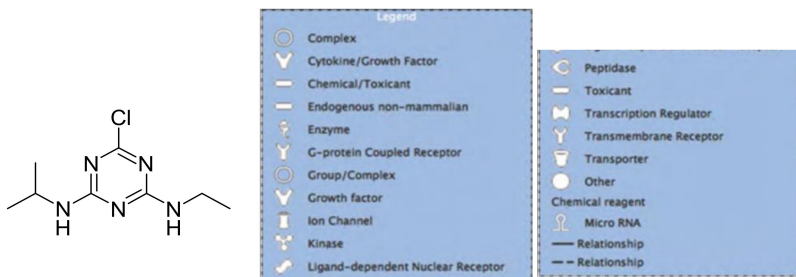 Cl
N
N
N
N
H
N
H
Legend
Complex
Cytokine/Growth Factor
Chemical/Toxicant
Endogenous non-mammalian
Enzyme
G-protein Coupled Receptor
Group/Complex
Growth factor
Ion Channel
Kinase
Ligand-dependent Nuclear Receptor
Peptidase
Toxicant
Transcription Regulator
Transmembrane Receptor
Transporter
Other
Chemical reagent
Micro RNA
Relationship
Relationship